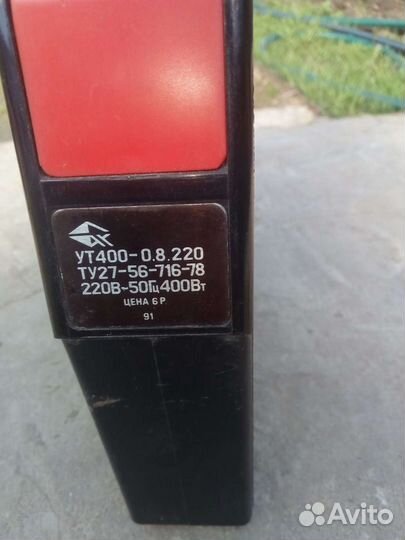 УТ400-0.8.220
ТУ27-56-716-78
220В~50Гц400Вт
ЦЕНА 6 Р
91
Avito